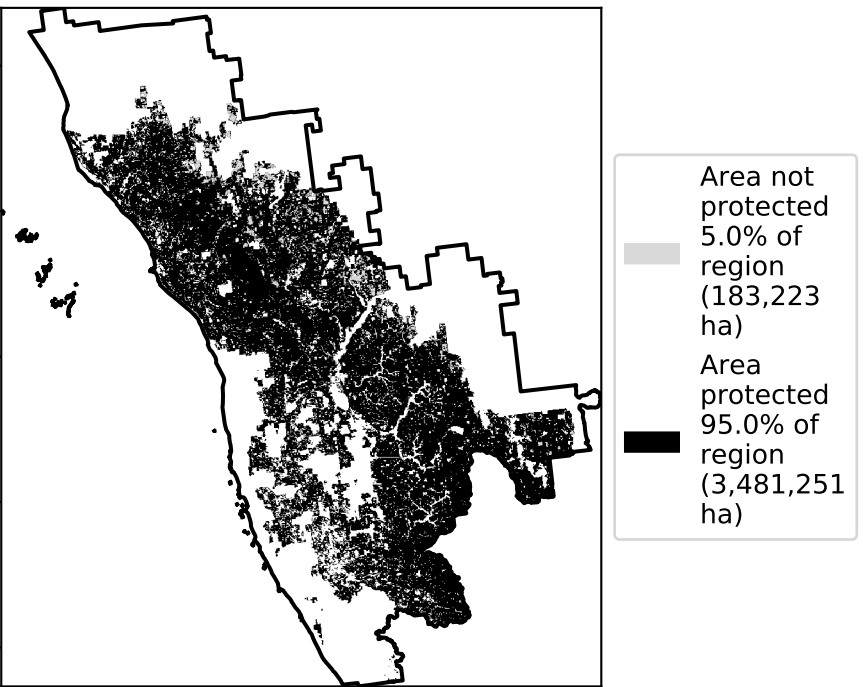 Area not
protected
5.0% of
region
(183,223
ha)
Area
protected
95.0% of
region
(3,481,251
ha)